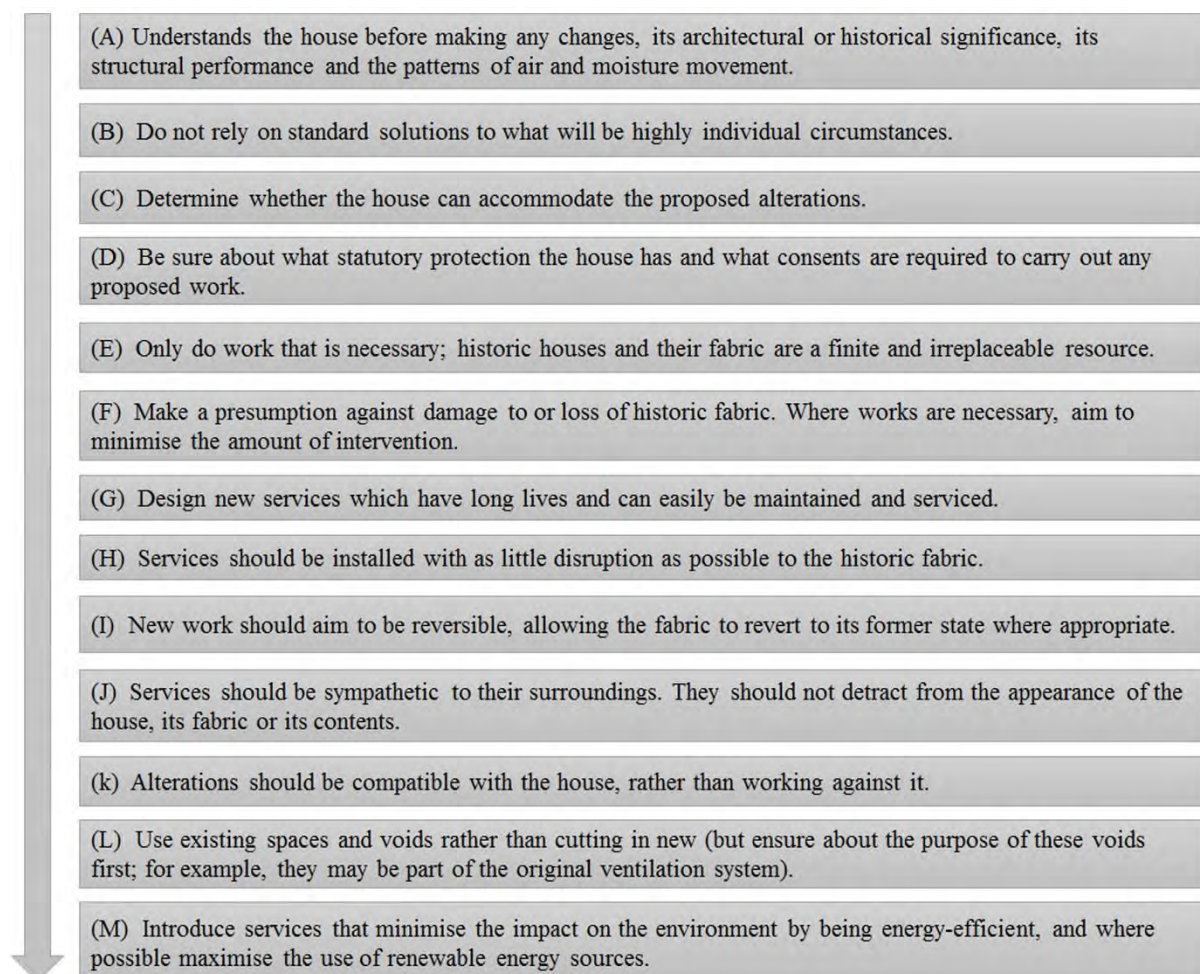 (A) Understands the house before making any changes, its architectural or historical significance, its
structural performance and the patterns of air and moisture movement.
(B) Do not rely on standard solutions to what will be highly individual circumstances.
(C) Determine whether the house can accommodate the proposed alterations.
(D) Be sure about what statutory protection the house has and what consents are required to carry out any
proposed work.
(E) Only do work that is necessary; historic houses and their fabric are a finite and irreplaceable resource.
(F) Make a presumption against damage to or loss of historic fabric. Where works are necessary, aim to
minimise the amount of intervention.
(G) Design new services which have long lives and can easily be maintained and serviced.
(H) Services should be installed with as little disruption as possible to the historic fabric.
(I) New work should aim to be reversible, allowing the fabric to revert to its former state where appropriate.
(J) Services should be sympathetic to their surroundings. They should not detract from the appearance of the
house, its fabric or its contents.
(k) Alterations should be compatible with the house, rather than working against it.
(L) Use existing spaces and voids rather than cutting in new (but ensure about the purpose of these voids
first; for example, they may be part of the original ventilation system).
(M) Introduce services that minimise the impact on the environment by being energy-efficient, and where
possible maximise the use of renewable energy sources.